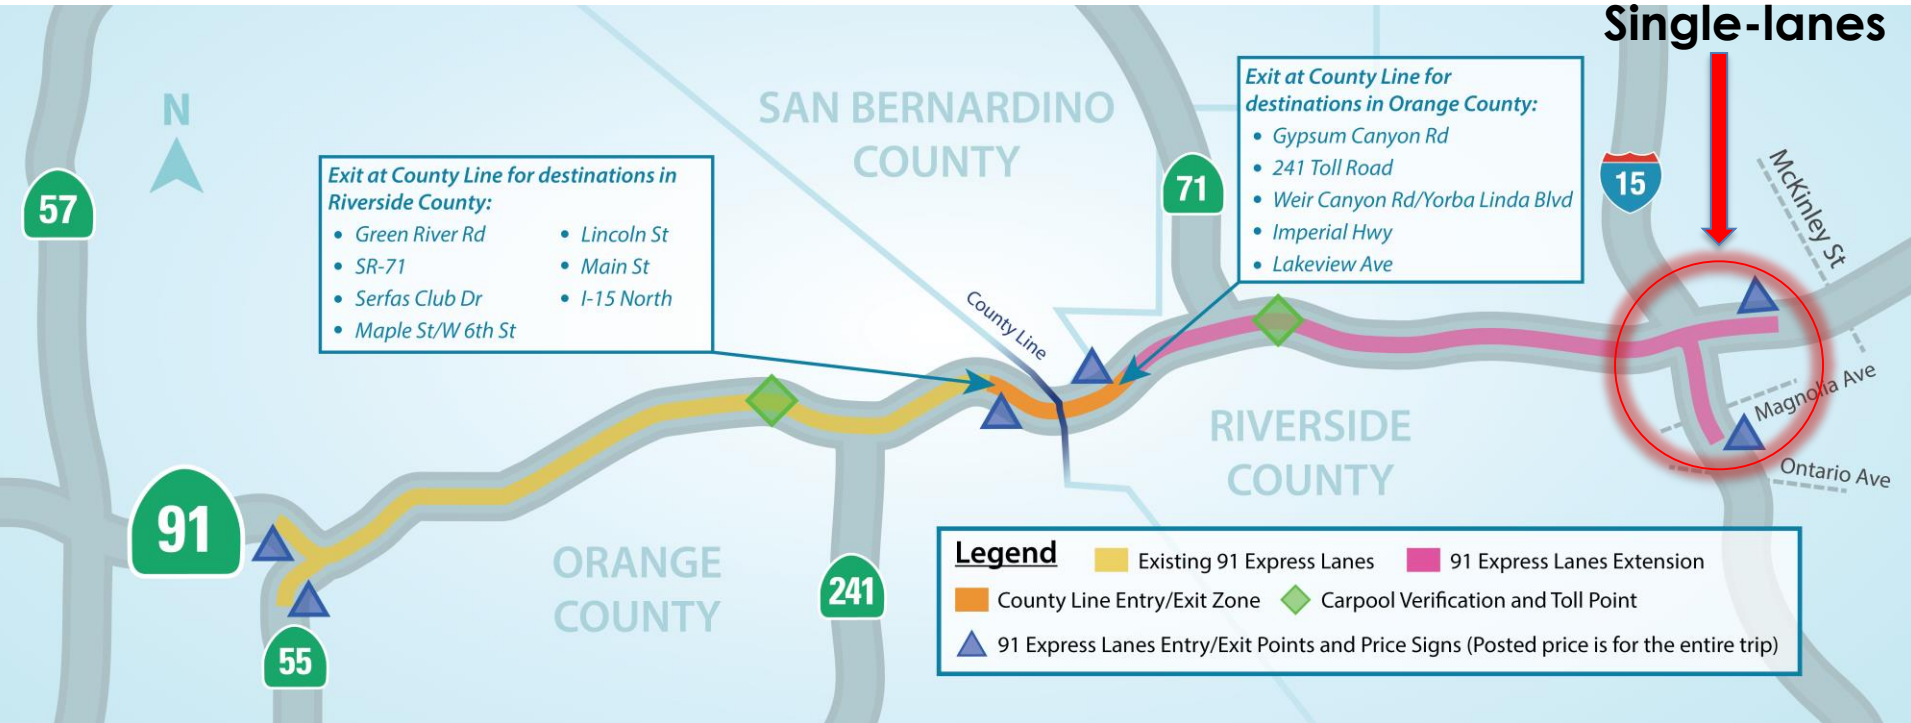 Single-lanes
N
SAN BERNARDINO
COUNTY
Exit at County Line for
destinations in Orange County:
• Gypsum Canyon Rd
• 241 Toll Road
• Weir Canyon Rd/Yorba Linda Blvd
• Imperial Hwy
• Lakeview Ave
57
Exit at County Line for destinations in
Riverside County:
• Green River Rd
• SR-71
• Serfas Club Dr
• Maple St/W 6th St
• Lincoln St
• Main St
• I-15 North
71
15
McKinley St
County Line
Magnolia Ave
Ontario Ave
RIVERSIDE
COUNTY
91
ORANGE
COUNTY
241
55
Legend
Existing 91 Express Lanes
91 Express Lanes Extension
County Line Entry/Exit Zone
Carpool Verification and Toll Point
91 Express Lanes Entry/Exit Points and Price Signs (Posted price is for the entire trip)